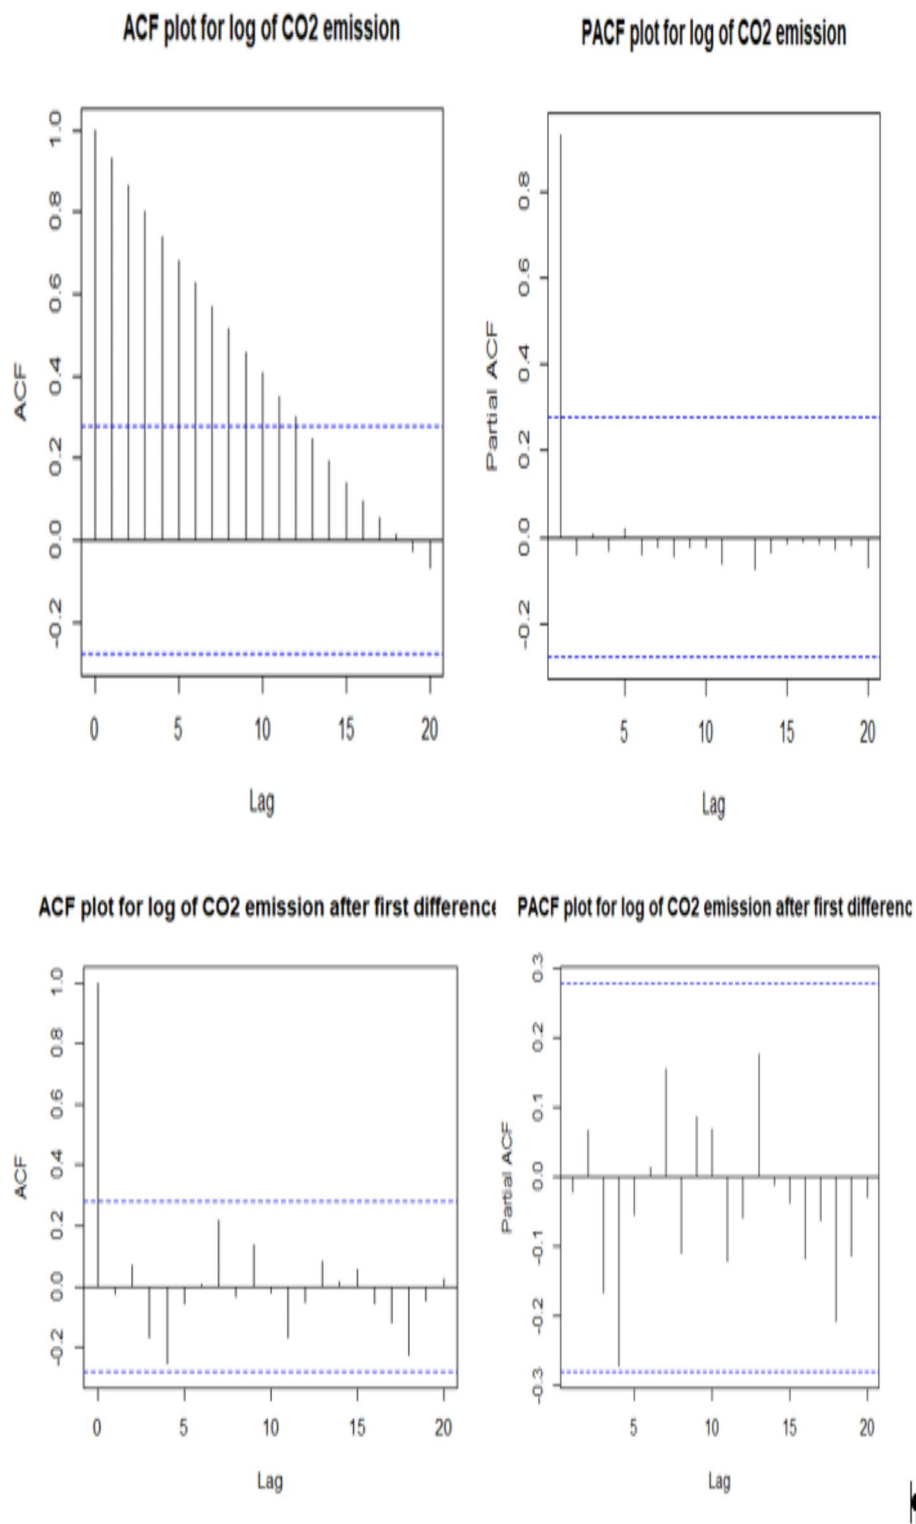 ACF plot for log of CO2 emission
ACF
1.0
0.8
0.6
0.4
0.2
0.0
-0.2
0 5 10 15 20
Lag
PACF plot for log of CO2 emission
Partial ACF
0.8
0.6
0.4
0.2
0.0
-0.2
5 10 15 20
Lag
ACF plot for log of CO2 emission after first difference
ACF
1.0
0.8
0.6
0.4
0.2
0.0
-0.2
0 5 10 15 20
Lag
PACF plot for log of CO2 emission after first differenc
Partial ACF
0.3
0.2
0.1
0.0
-0.1
-0.2
-0.3
5 10 15 20
Lag